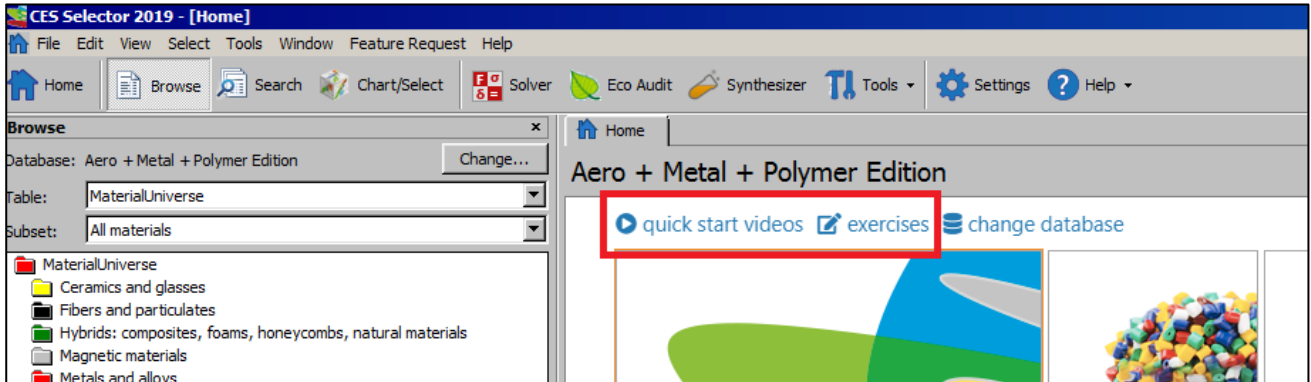 CES Selector 2019 - [Home]
File Edit View Select Tools Window Feature Request Help
Home Browse Search Chart/Select Solver Eco Audit Synthesizer Tools Settings Help
Browse
Database: Aero + Metal + Polymer Edition Change...
Table: MaterialUniverse
Subset: All materials
MaterialUniverse
Ceramics and glasses
Fibers and particulates
Hybrids: composites, foams, honeycombs, natural materials
Magnetic materials
Metals and alloys
Home
Aero + Metal + Polymer Edition
quick start videos exercises change database